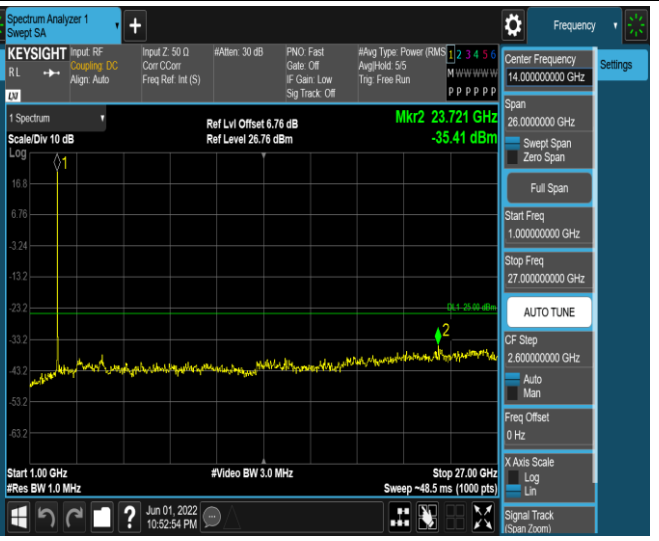 Spectrum Analyzer 1
Swept SA
Frequency
KEYSIGHT
RL
Input: RF
Coupling: DC
Align: Auto
Input Z: 50 Ω
Corr CCorr
Freq Ref: Int (S)
#Atten: 30 dB
PNO: Fast
Gate: Off
IF Gain: Low
Sig Track: Off
#Avg Type: Power (RMS
Avg|Hold: 5/5
Trig: Free Run
1 2 3 4 5 6
M W W W W W
P P P P P P
LXI
1 Spectrum
Scale/Div 10 dB
Log
Ref Lvl Offset 6.76 dB
Ref Level 26.76 dBm
Mkr2 23.721 GHz
-35.41 dBm
1
16.8
6.76
-3.24
-13.2
-23.2
DL1 -25.00 dBm
2
-33.2
-43.2
-53.2
-63.2
Start 1.00 GHz
#Video BW 3.0 MHz
Stop 27.00 GHz
#Res BW 1.0 MHz
Sweep ~48.5 ms (1000 pts)
Jun 01, 2022
10:52:54 PM
Center Frequency
14.000000000 GHz
Settings
Span
26.0000000 GHz
Swept Span
Zero Span
Full Span
Start Freq
1.000000000 GHz
Stop Freq
27.000000000 GHz
AUTO TUNE
CF Step
2.600000000 GHz
Auto
Man
Freq Offset
0 Hz
X Axis Scale
Log
Lin
Signal Track
(Span Zoom)